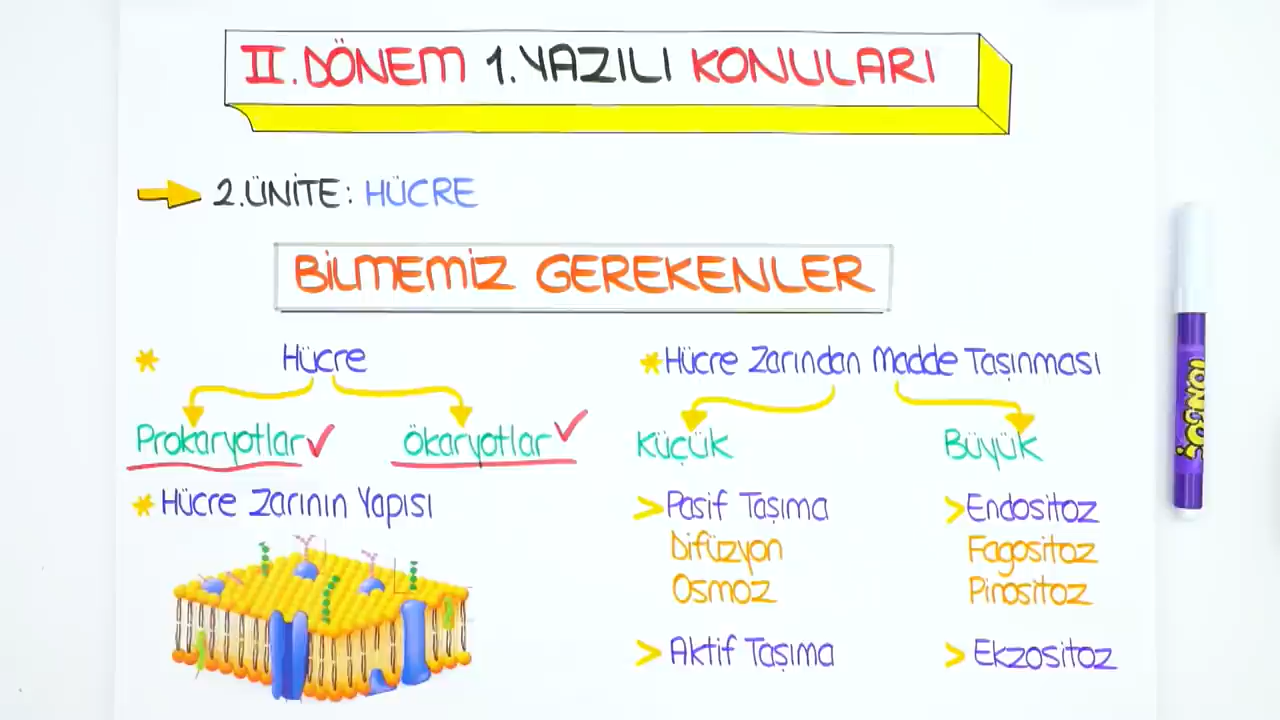 II.DÖNEM 1.YAZILI KONULARI
2.ÜNİTE: HÜCRE
BİLMEMİZ GEREKENLER
* Hücre
Prokaryotlar ökaryotlar
* Hücre Zarının Yapısı
* Hücre Zarından Madde Taşınması
Küçük Büyük
> Pasif Taşıma
Difüzyon
Osmoz
> Aktif Taşıma
> Endositoz
Fagositoz
Pinositoz
> Ekzositoz